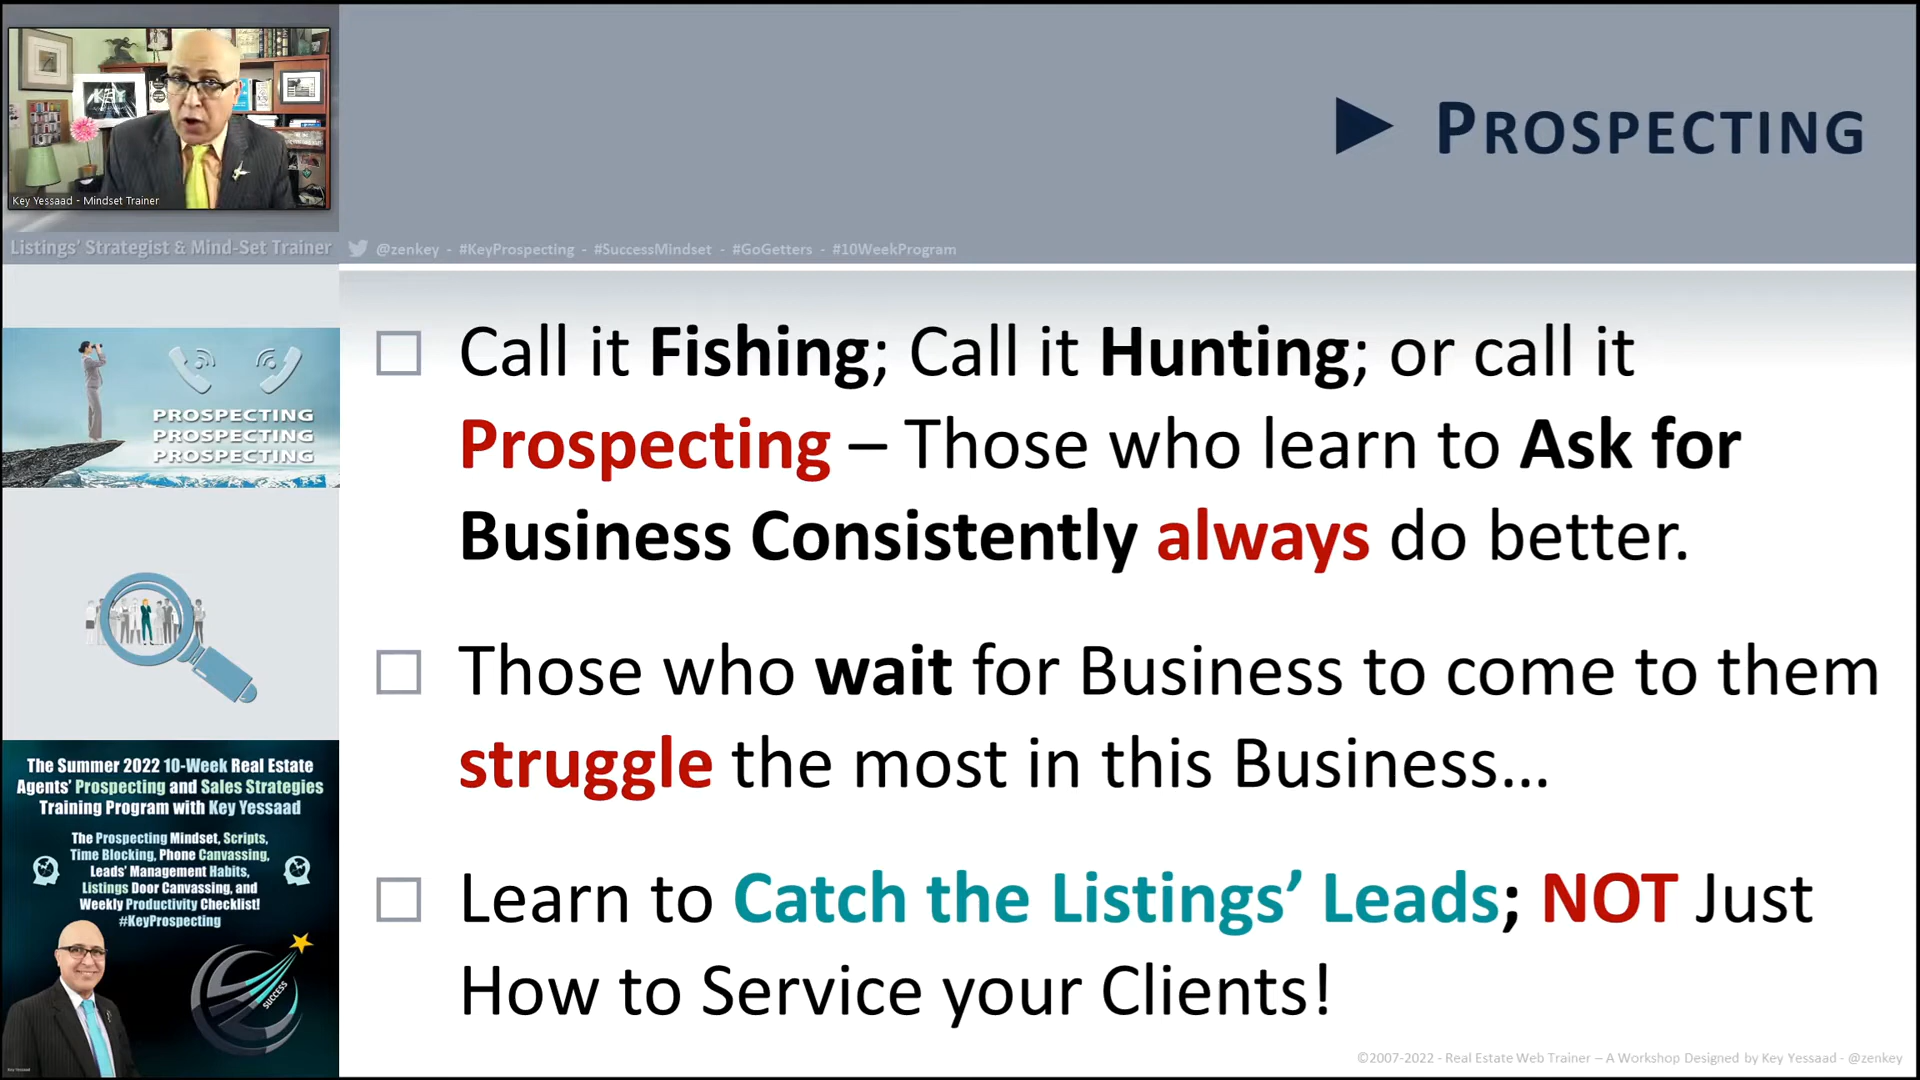 KEY
Key Yessaad - Mindset Trainer
Listings' Strategist & Mind-Set Trainer
► PROSPECTING
@zenkey - #KeyProspecting - #SuccessMindset - #GoGetters - #10WeekProgram
PROSPECTING
PROSPECTING
PROSPECTING
The Summer 2022 10-Week Real Estate
Agents' Prospecting and Sales Strategies
Training Program with Key Yessaad
The Prospecting Mindset, Scripts,
Time Blocking, Phone Canvassing,
Leads' Management Habits,
Listings Door Canvassing, and
Weekly Productivity Checklist!
#KeyProspecting
SUCCESS
Key Yessaad
Call it Fishing; Call it Hunting; or call it
Prospecting – Those who learn to Ask for
Business Consistently always do better.
Those who wait for Business to come to them
struggle the most in this Business...
Learn to Catch the Listings' Leads; NOT Just
How to Service your Clients!
©2007-2022 - Real Estate Web Trainer – A Workshop Designed by Key Yessaad - @zenkey